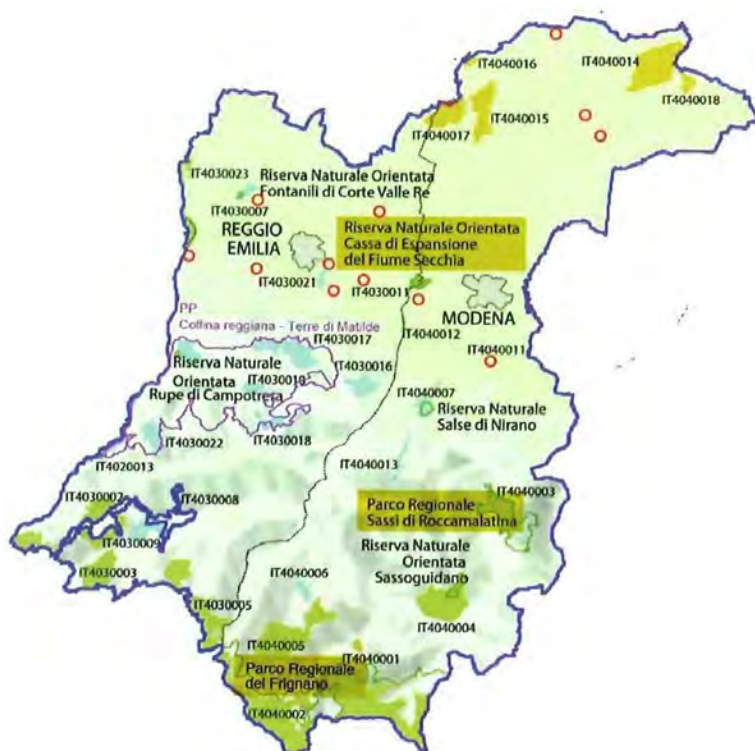 IT4040016
IT4040014
IT4040018
IT4040015
IT4040017
IT4030023
Riserva Naturale Orientata
Fontanili di Corte Valle Re
IT4030007
REGGIO
EMILIA
Riserva Naturale Orientata
Cassa di Espansione
del Fiume Secchia
IT4030021
IT4030011
PP
Collina reggiana - Terre di Matilde
MODENA
IT4040012
IT4030017
IT4040011
Riserva Naturale
Orientata
Rupe di Campotrera
IT4030016
IT4030010
IT4040007
Riserva Naturale
Salse di Nirano
IT4030022
IT4030018
IT4020013
IT4040013
IT4030002
IT4030008
IT4040003
Parco Regionale
Sassi di Roccamalatina
IT4030009
Riserva Naturale
Orientata
Sassoguidano
IT4030003
IT4040006
IT4030005
IT4040004
IT4040005
IT4040001
Parco Regionale
del Frignano
IT4040002